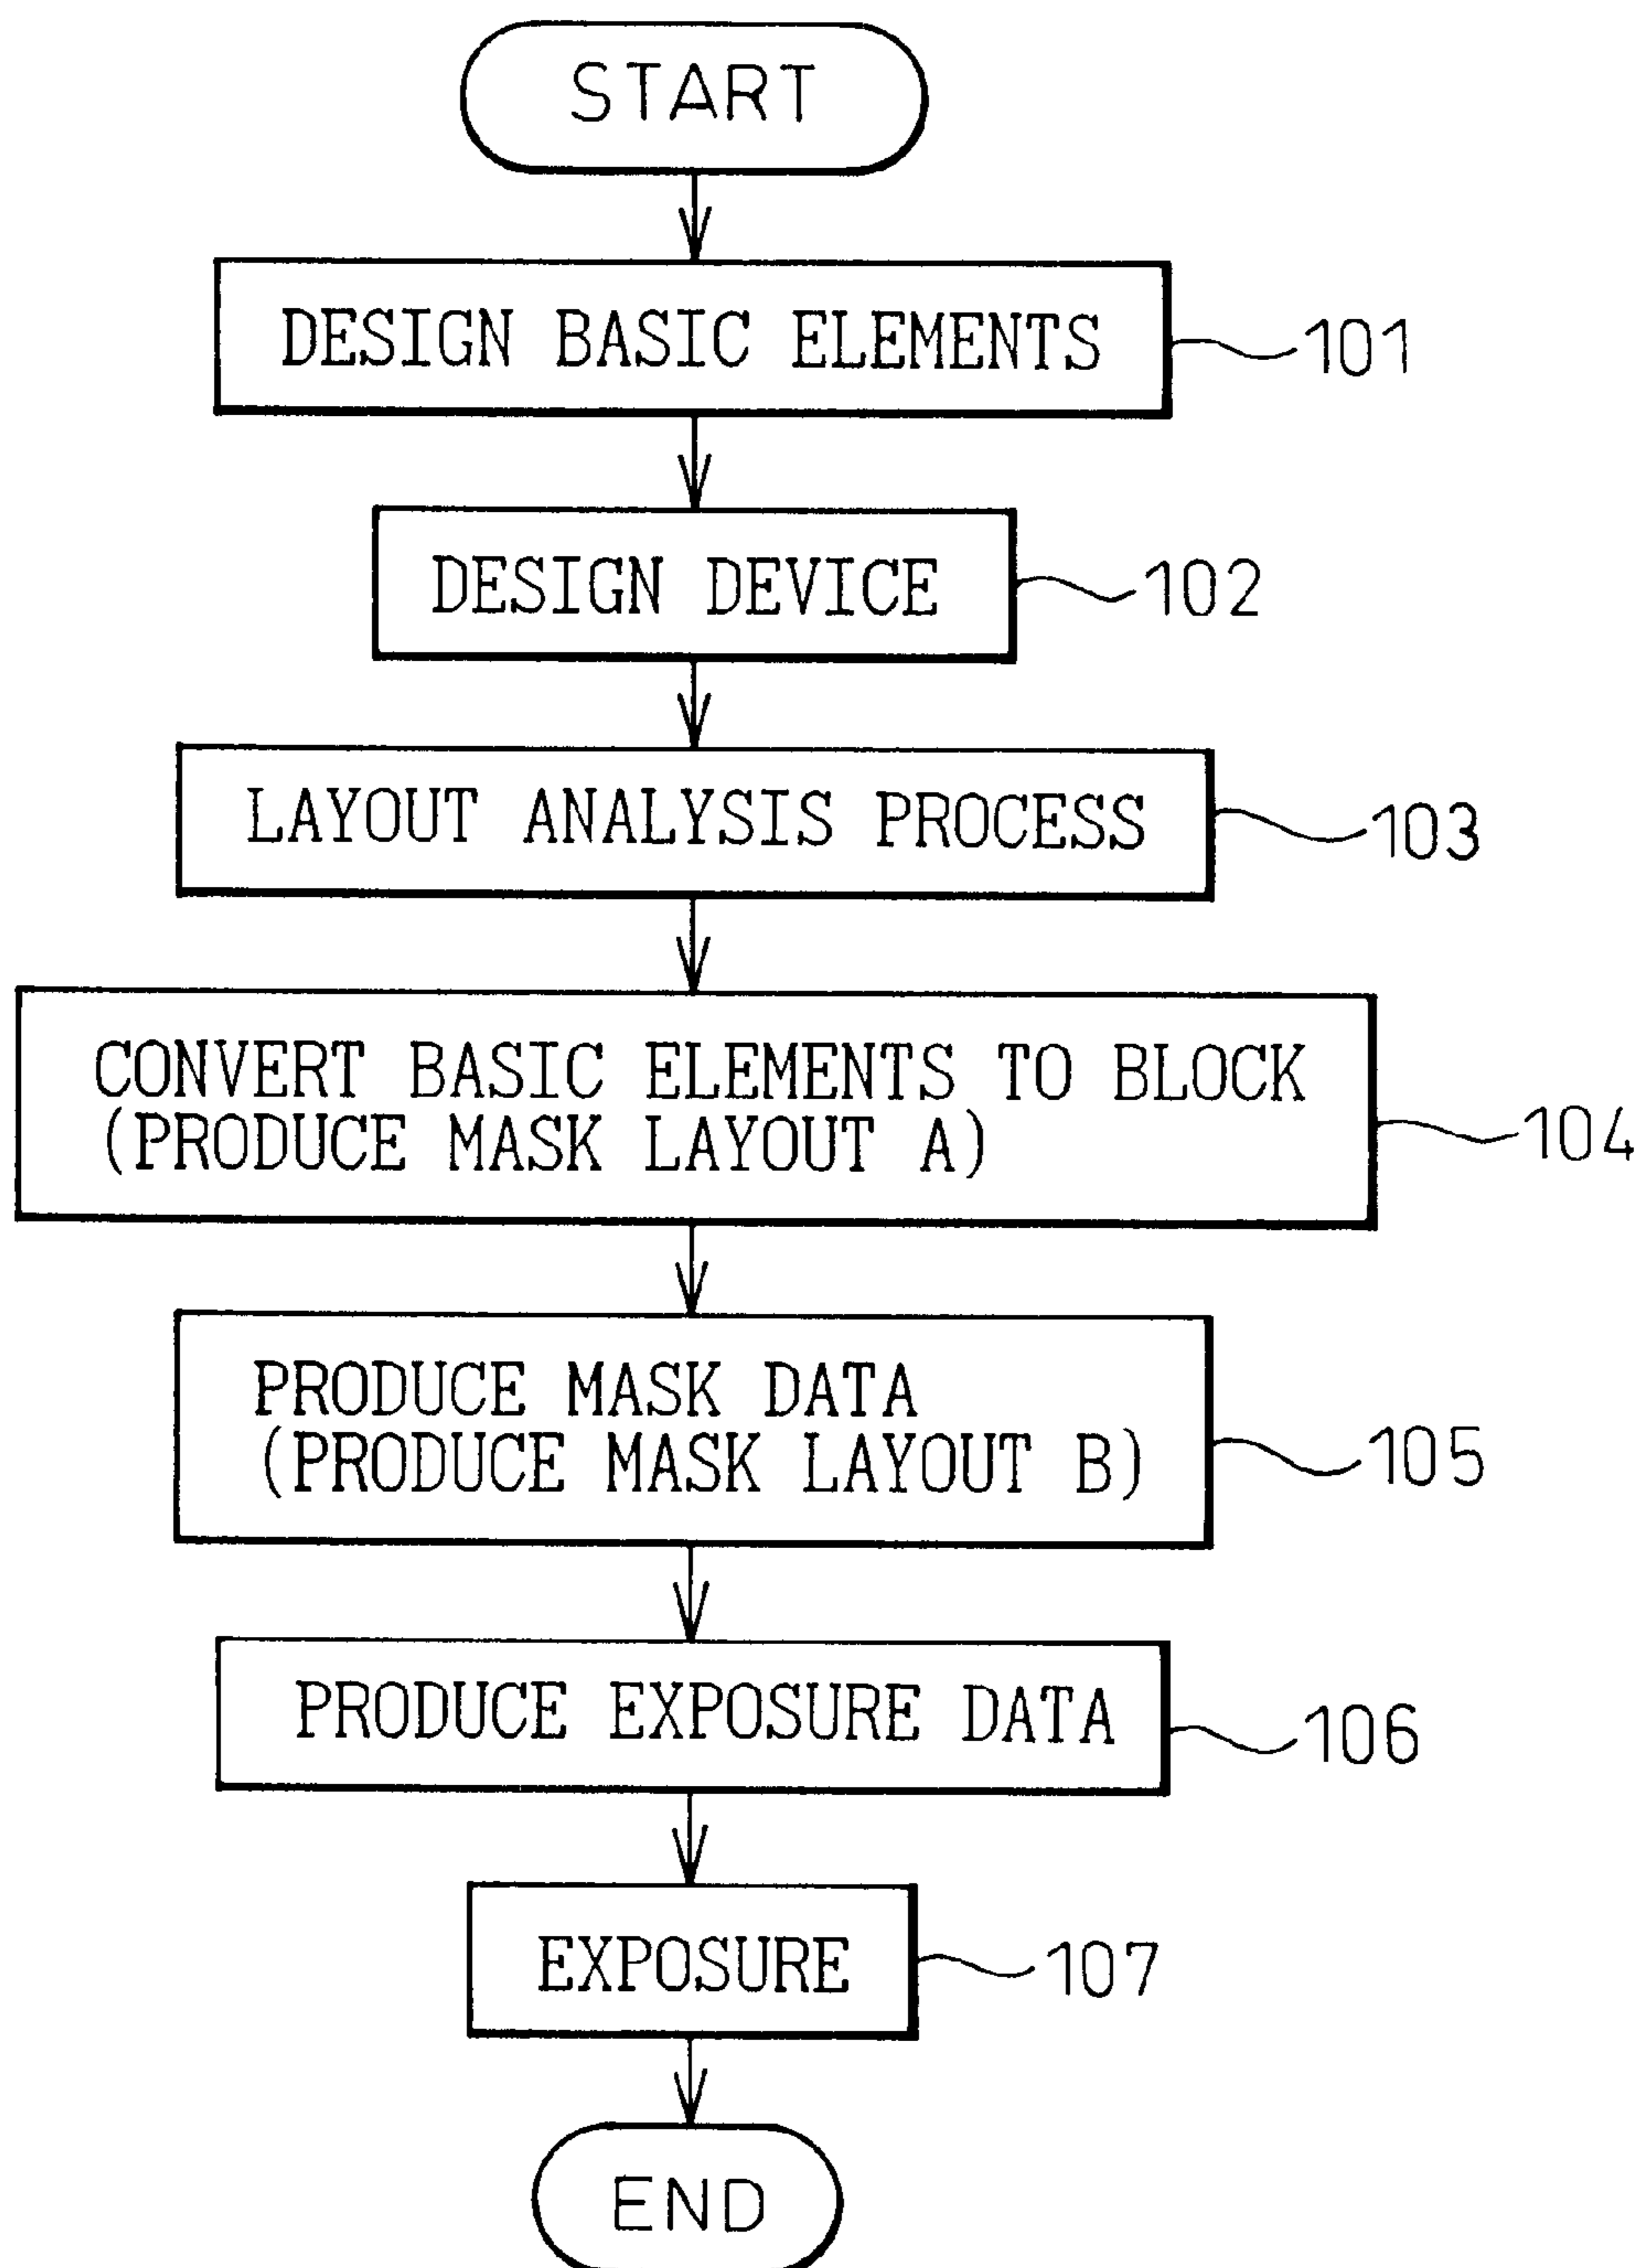 START
DESIGN BASIC ELEMENTS
101
DESIGN DEVICE
102
LAYOUT ANALYSIS PROCESS
103
CONVERT BASIC ELEMENTS TO BLOCK
(PRODUCE MASK LAYOUT A)
104
PRODUCE MASK DATA
(PRODUCE MASK LAYOUT B)
105
PRODUCE EXPOSURE DATA
106
EXPOSURE
107
END